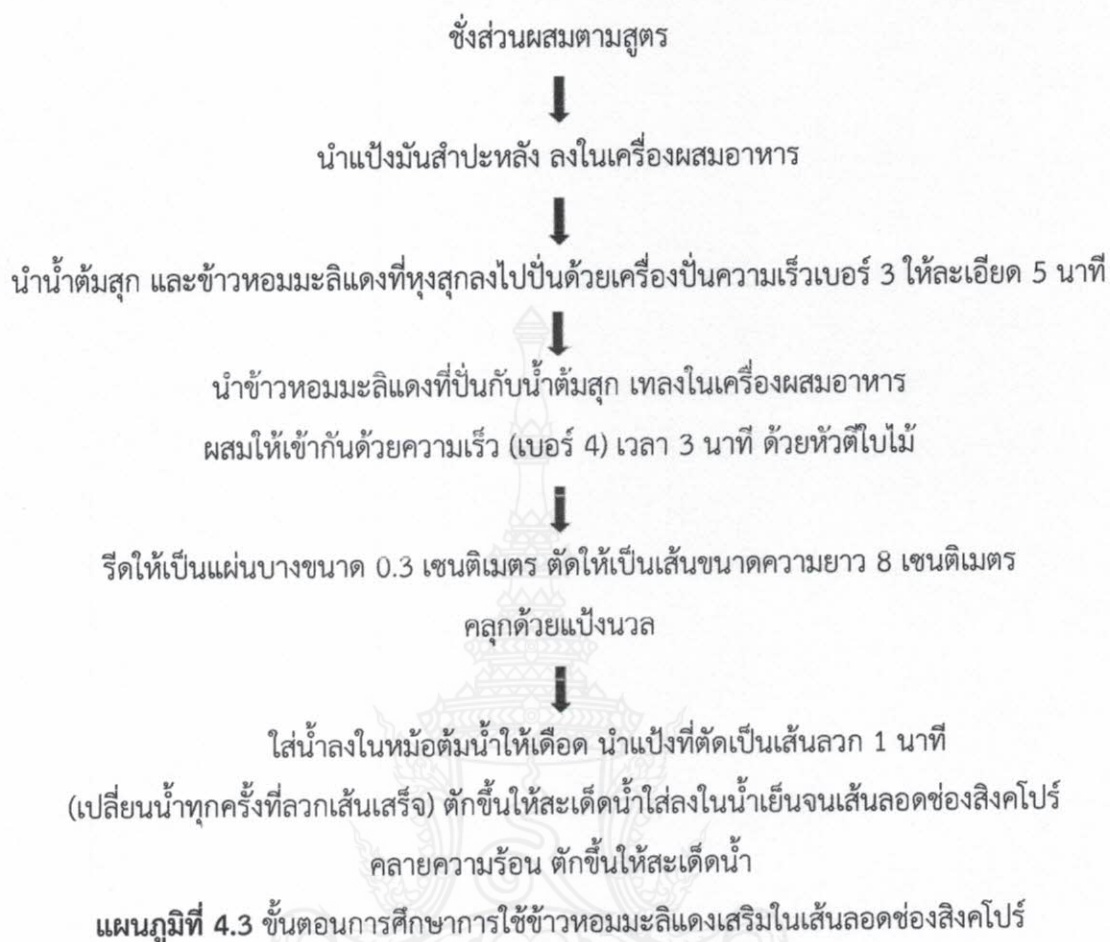 ชั่งส่วนผสมตามสูตร
นำแป้งมันสำปะหลัง ลงในเครื่องผสมอาหาร
นำน้ำต้มสุก และข้าวหอมมะลิแดงที่หุงสุกลงไปปั่นด้วยเครื่องปั่นความเร็วเบอร์ 3 ให้ละเอียด 5 นาที
นำข้าวหอมมะลิแดงที่ปั่นกับน้ำต้มสุก เทลงในเครื่องผสมอาหาร
ผสมให้เข้ากันด้วยความเร็ว (เบอร์ 4) เวลา 3 นาที ด้วยหัวตีใบไม้
รีดให้เป็นแผ่นบางขนาด 0.3 เซนติเมตร ตัดให้เป็นเส้นขนาดความยาว 8 เซนติเมตร
คลุกด้วยแป้งนวล
ใส่น้ำลงในหม้อต้มน้ำให้เดือด นำแป้งที่ตัดเป็นเส้นลวก 1 นาที
(เปลี่ยนน้ำทุกครั้งที่ลวกเส้นเสร็จ) ตักขึ้นให้สะเด็ดน้ำใส่ลงในน้ำเย็นจนเส้นลอดช่องสิงคโปร์
คลายความร้อน ตักขึ้นให้สะเด็ดน้ำ
แผนภูมิที่ 4.3 ขั้นตอนการศึกษาการใช้ข้าวหอมมะลิแดงเสริมในเส้นลอดช่องสิงคโปร์